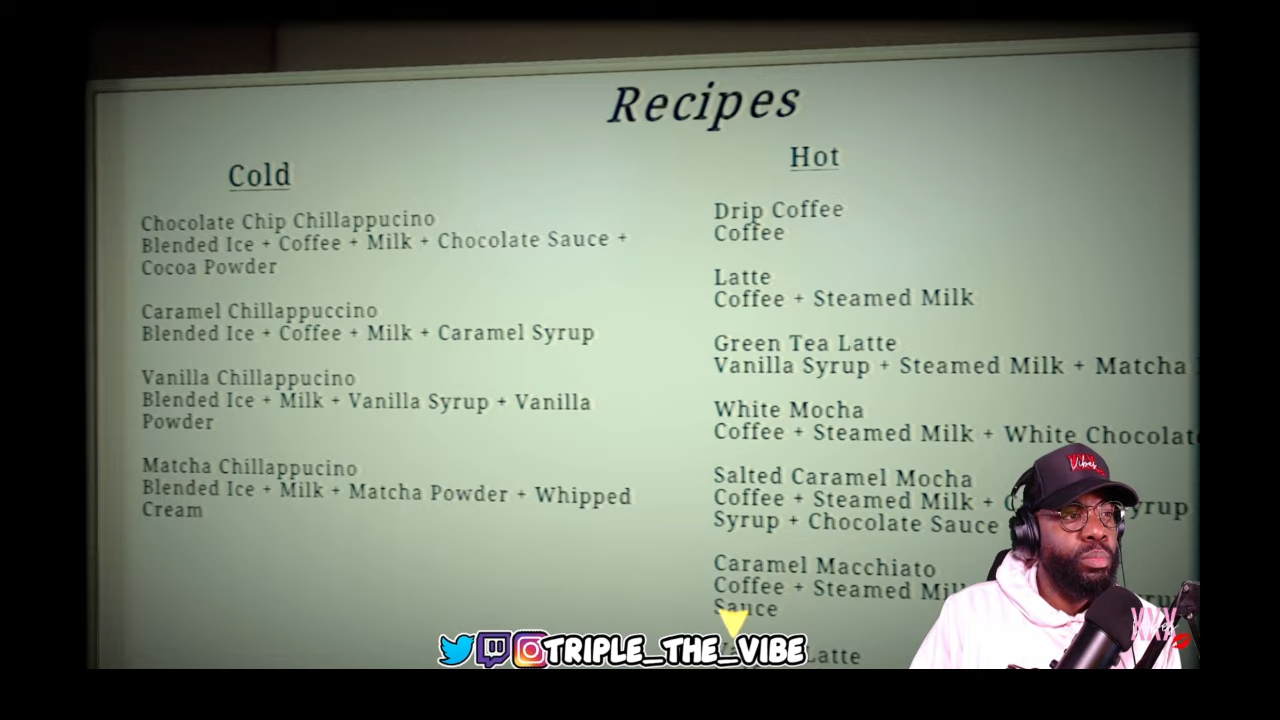 Recipes
Cold
Chocolate Chip Chillappucino
Blended Ice + Coffee + Milk + Chocolate Sauce +
Cocoa Powder
Caramel Chillappuccino
Blended Ice + Coffee + Milk + Caramel Syrup
Vanilla Chillappucino
Blended Ice + Milk + Vanilla Syrup + Vanilla
Powder
Matcha Chillappucino
Blended Ice + Milk + Matcha Powder + Whipped
Cream
Hot
Drip Coffee
Coffee
Latte
Coffee + Steamed Milk
Green Tea Latte
Vanilla Syrup + Steamed Milk + Matcha
White Mocha
Coffee + Steamed Milk + White Chocolat
Salted Caramel Mocha
Coffee + Steamed Milk +
Syrup + Chocolate Sauce
Caramel Macchiato
Coffee + Steamed
Sauce
Latte
Vibes
XXX
TRIPLE_THE_VIBE